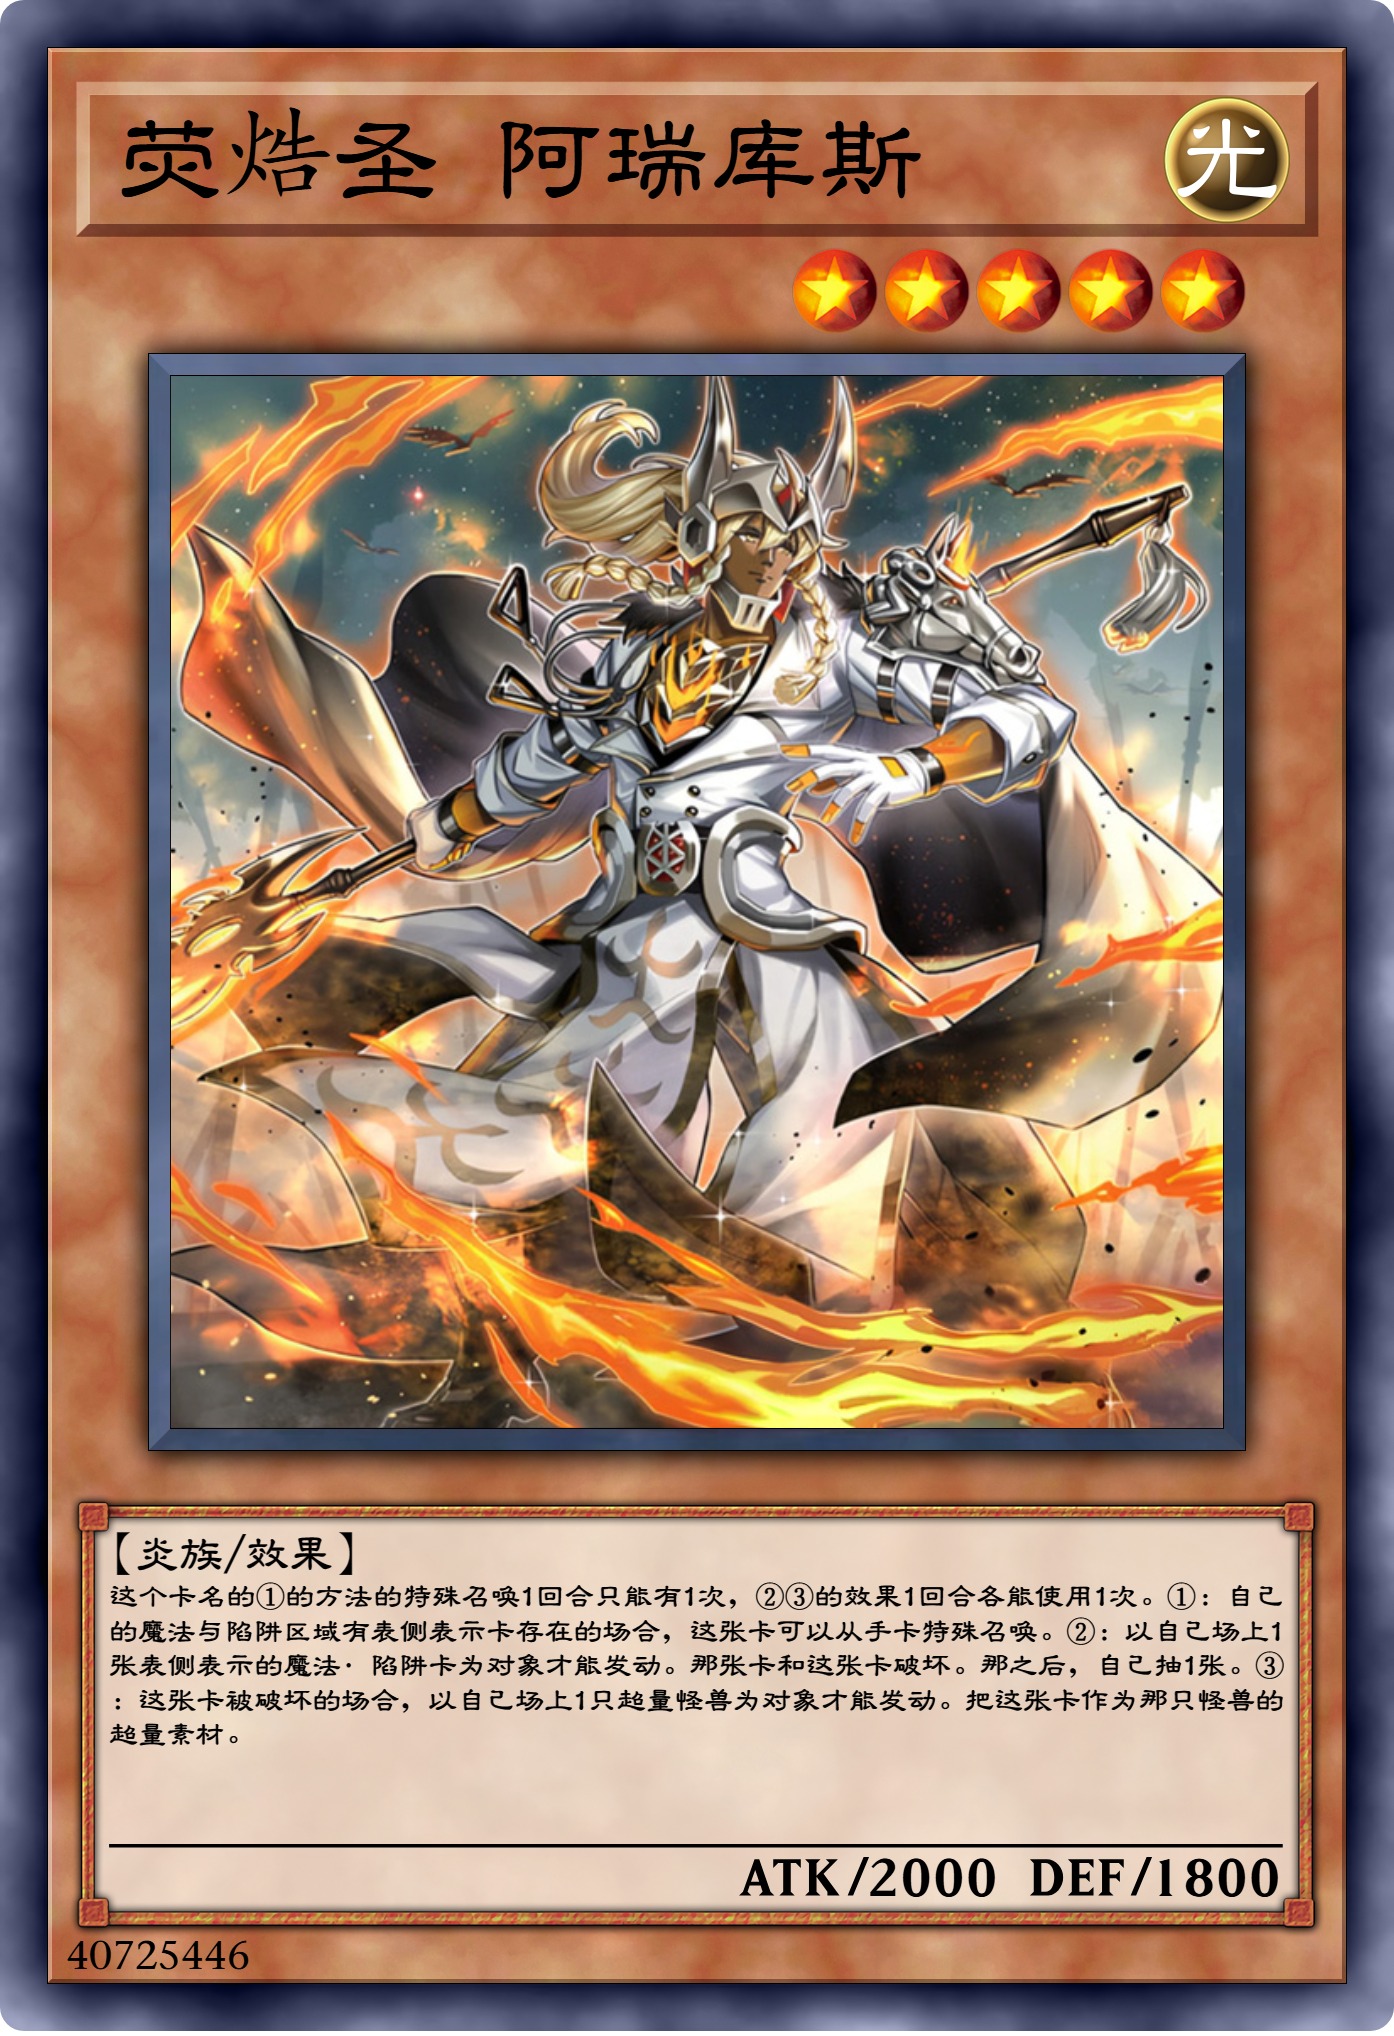 荧焅圣 阿瑞库斯
光
【炎族/效果】
这个卡名的①的方法的特殊召唤1回合只能有1次，②③的效果1回合各能使用1次。①：自己
的魔法与陷阱区域有表侧表示卡存在的场合，这张卡可以从手卡特殊召唤。②：以自己场上1
张表侧表示的魔法·陷阱卡为对象才能发动。那张卡和这张卡破坏。那之后，自己抽1张。③
：这张卡被破坏的场合，以自己场上1只超量怪兽为对象才能发动。把这张卡作为那只怪兽的
超量素材。
ATK/2000 DEF/1800
40725446